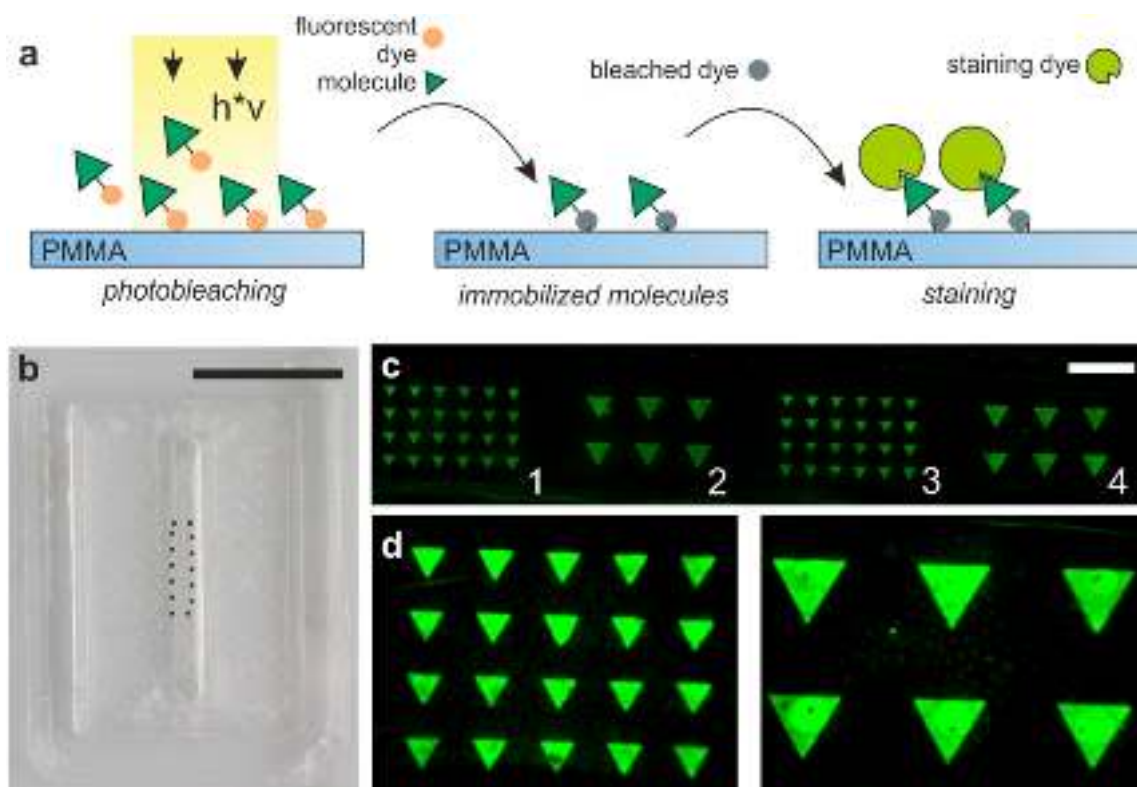 a
fluorescent
dye
molecule
h*v
bleached dye
staining dye
PMMA
PMMA
PMMA
photobleaching
immobilized molecules
staining
b
c
1
2
3
4
d